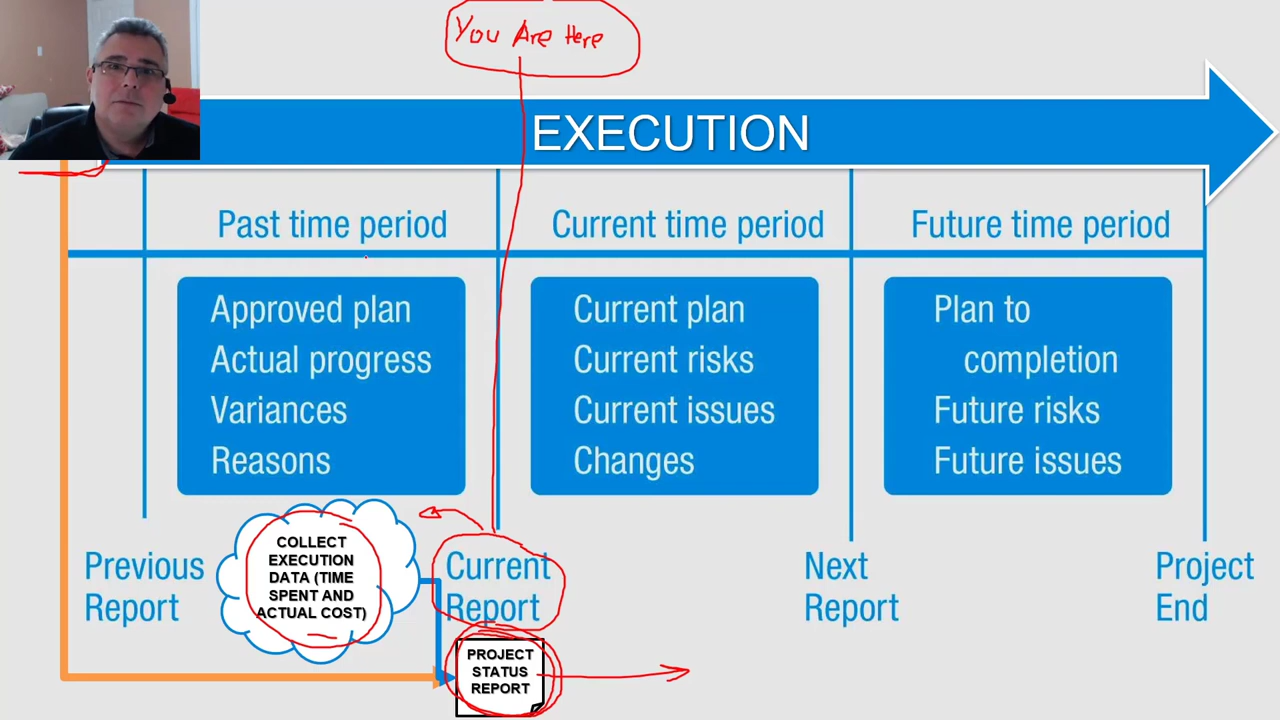 You Are Here
EXECUTION
Past time period
Current time period
Future time period
Approved plan
Actual progress
Variances
Reasons
Current plan
Current risks
Current issues
Changes
Plan to
completion
Future risks
Future issues
Previous
Report
COLLECT
EXECUTION
DATA (TIME
SPENT AND
ACTUAL COST)
Current
Report
Next
Report
Project
End
PROJECT
STATUS
REPORT